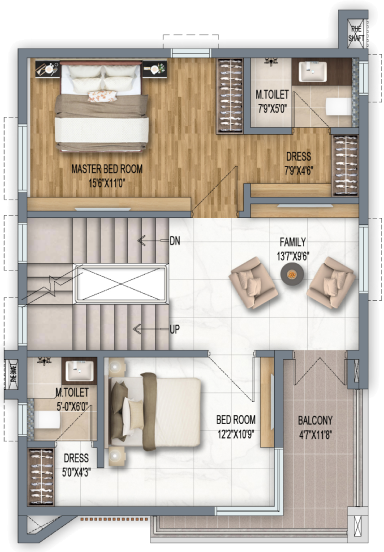 FHE
SHAFT
M.TOILET
7'9"X5'0"
MASTER BED ROOM
15'6"X11'0"
DRESS
7'9"X4'6"
DN
FAMILY
13'7"X9'6"
UP
M.TOILET
5'-0"X6'0"
BED ROOM
12'2"X10'9"
BALCONY
4'7"X11'8"
DRESS
5'0"X4'3"